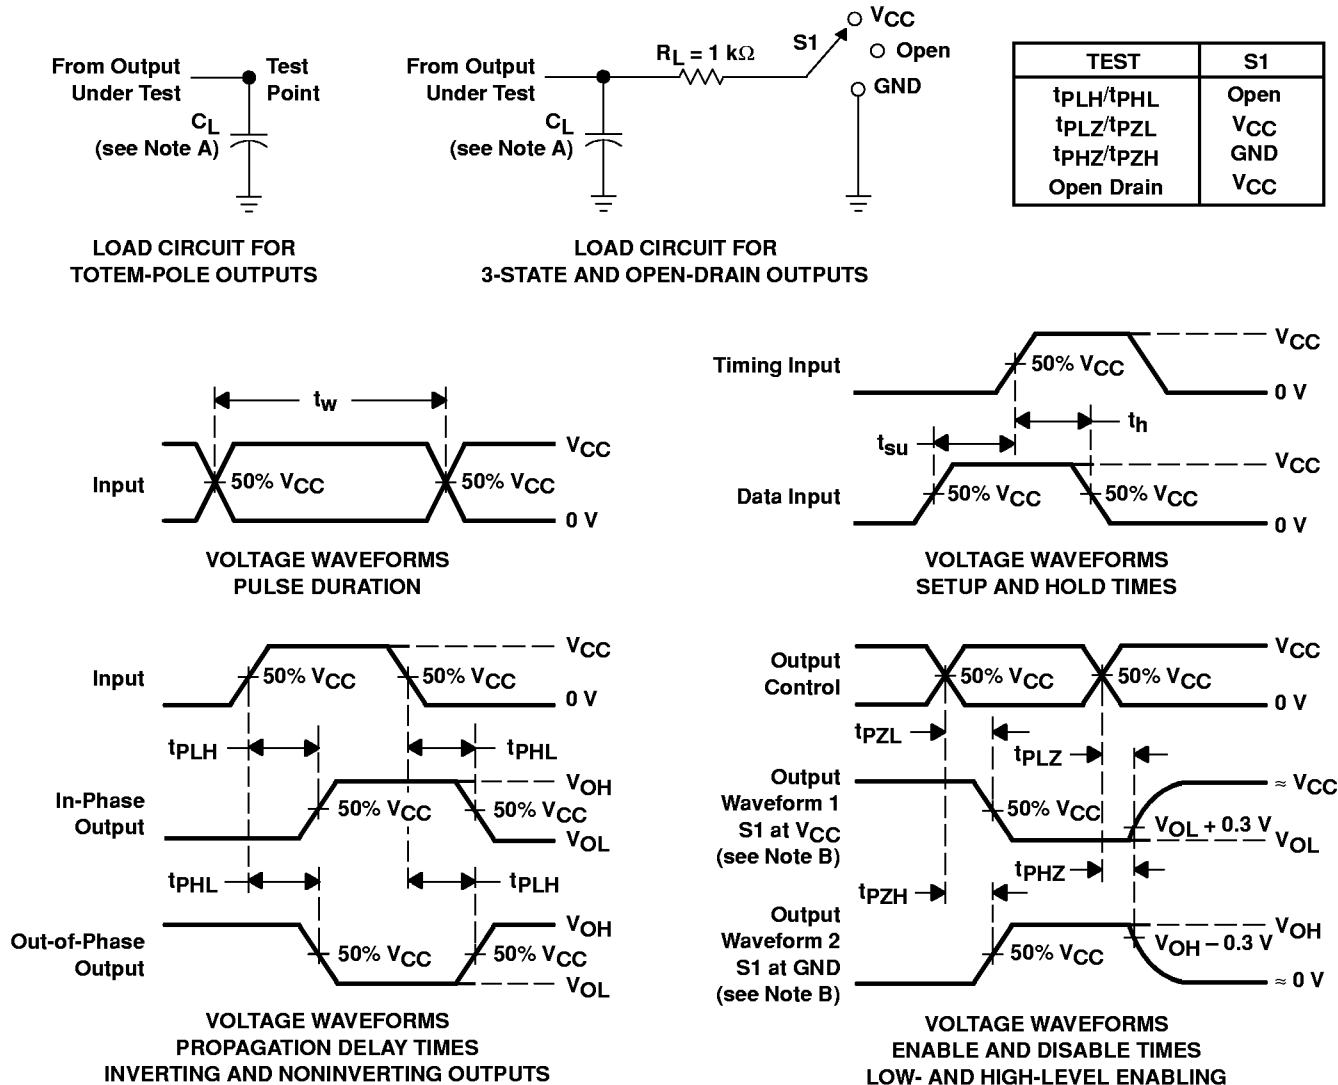 From Output
Under Test
Test
Point
CL
(see Note A)
LOAD CIRCUIT FOR
TOTEM-POLE OUTPUTS
From Output
Under Test
CL
(see Note A)
RL = 1 kΩ
S1
VCC
Open
GND
LOAD CIRCUIT FOR
3-STATE AND OPEN-DRAIN OUTPUTS
TEST S1
tPLH/tPHL Open
tPLZ/tPZL VCC
tPHZ/tPZH GND
Open Drain VCC
tw
Input
50% VCC
50% VCC
VCC
0 V
VOLTAGE WAVEFORMS
PULSE DURATION
Timing Input
50% VCC
VCC
0 V
tsu
th
Data Input
50% VCC
50% VCC
VCC
0 V
VOLTAGE WAVEFORMS
SETUP AND HOLD TIMES
Input
50% VCC
50% VCC
VCC
0 V
tPLH
tPHL
In-Phase
Output
50% VCC
50% VCC
VOH
VOL
tPHL
tPLH
Out-of-Phase
Output
50% VCC
50% VCC
VOH
VOL
VOLTAGE WAVEFORMS
PROPAGATION DELAY TIMES
INVERTING AND NONINVERTING OUTPUTS
Output
Control
50% VCC
50% VCC
VCC
0 V
tPZL
tPLZ
Output
Waveform 1
S1 at VCC
(see Note B)
50% VCC
VOL + 0.3 V
≈ VCC
VOL
tPZH
tPHZ
Output
Waveform 2
S1 at GND
(see Note B)
50% VCC
VOH – 0.3 V
VOH
≈ 0 V
VOLTAGE WAVEFORMS
ENABLE AND DISABLE TIMES
LOW- AND HIGH-LEVEL ENABLING